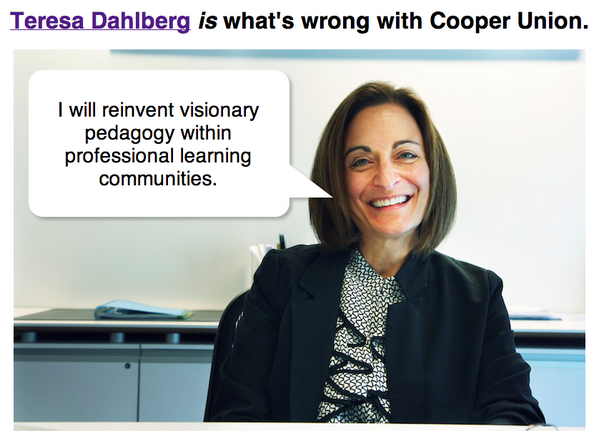 Teresa Dahlberg is what's wrong with Cooper Union.
I will reinvent visionary
pedagogy within
professional learning
communities.